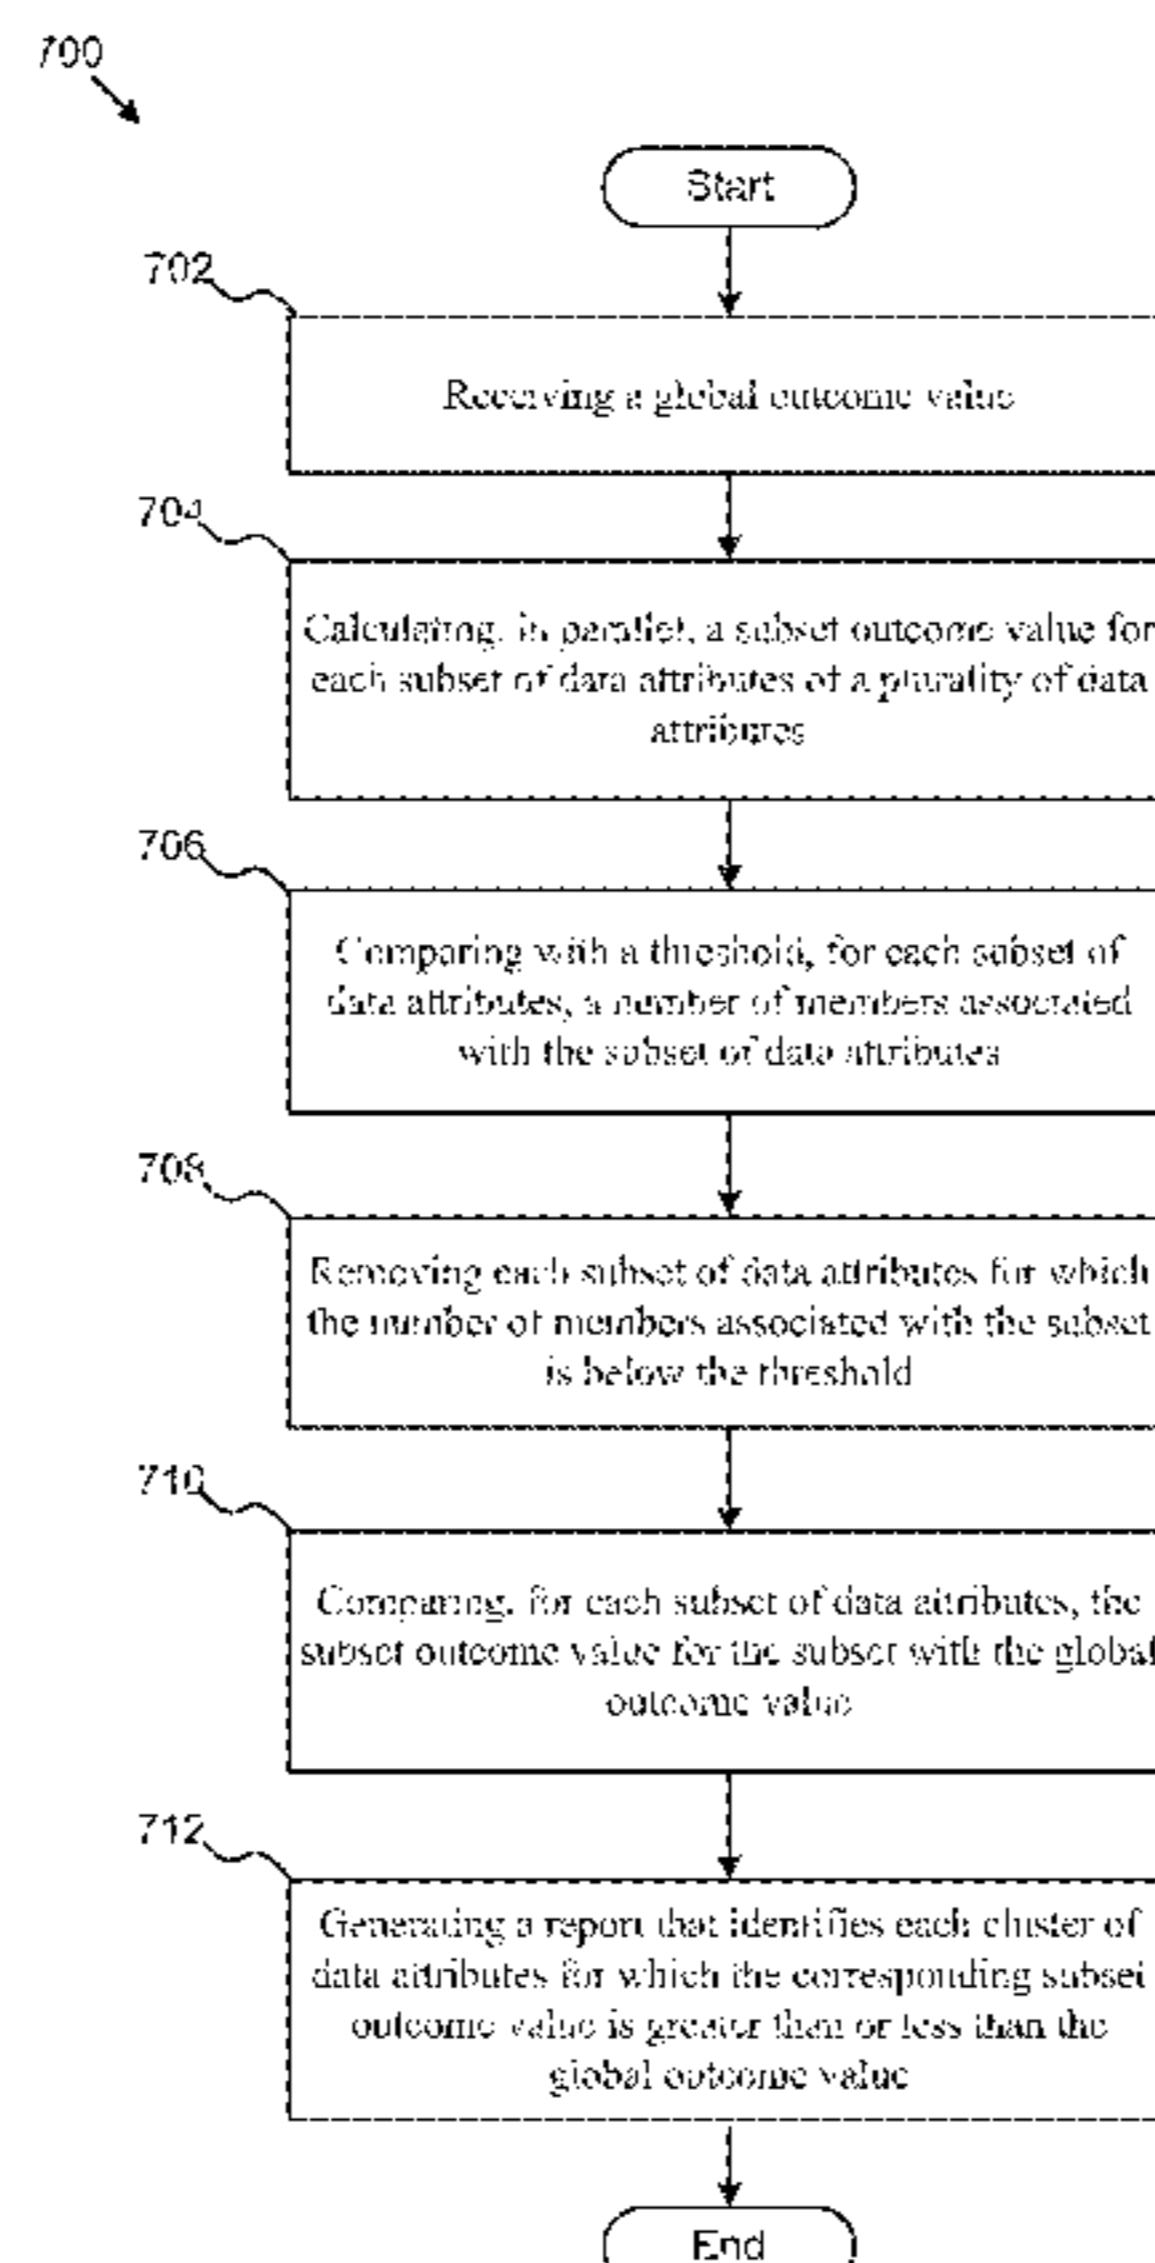 700
Start
702
Receiving a global outcome value
704
Calculating, in parallel, a subset outcome value for
each subset of data attributes of a plurality of data
attributes
706
Comparing with a threshold, for each subset of
data attributes, a number of members associated
with the subset of data attributes
708
Removing each subset of data attributes for which
the number of members associated with the subset
is below the threshold
710
Comparing, for each subset of data attributes, the
subset outcome value for the subset with the global
outcome value
712
Generating a report that identifies each cluster of
data attributes for which the corresponding subset
outcome value is greater than or less than the
global outcome value
End